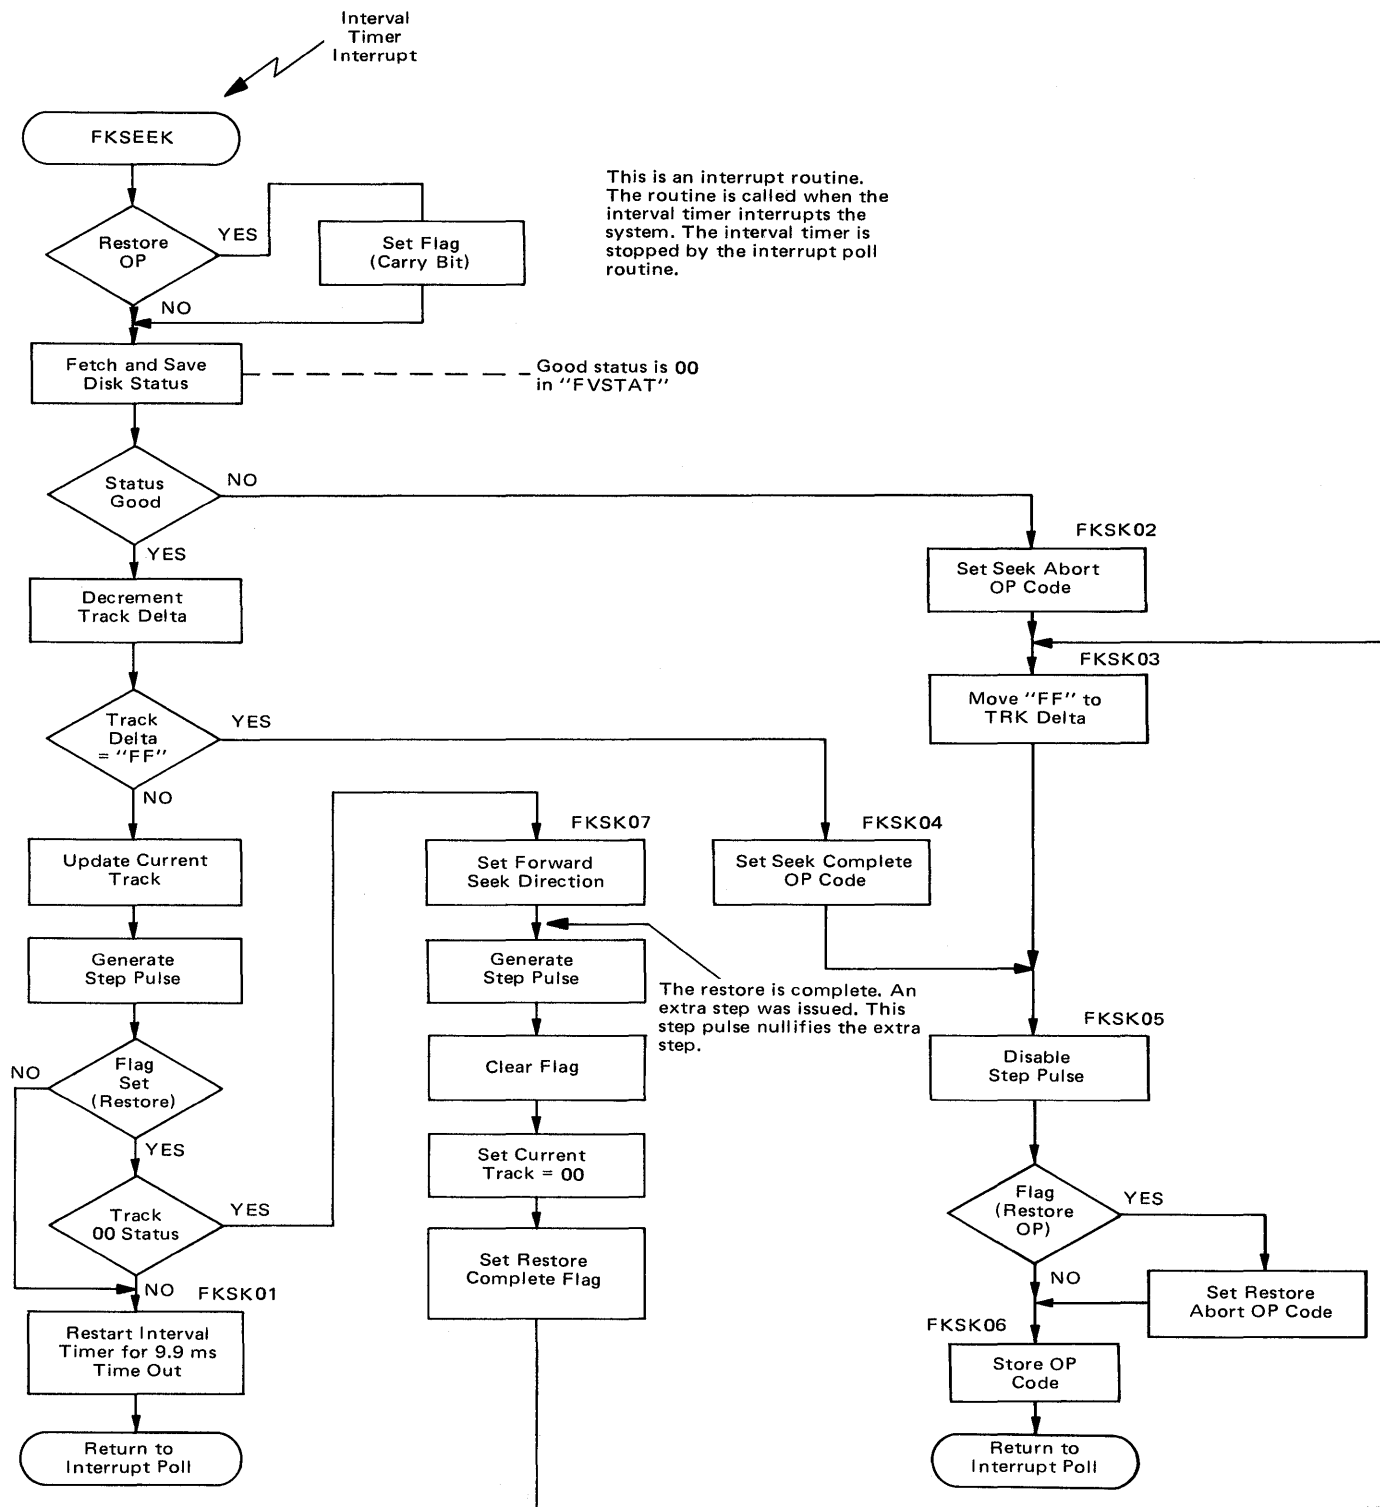 Interval
Timer
Interrupt
FKSEEK
This is an interrupt routine.
The routine is called when the
interval timer interrupts the
system. The interval timer is
stopped by the interrupt poll
routine.
Restore
OP
YES
Set Flag
(Carry Bit)
NO
Fetch and Save
Disk Status
Good status is 00
in "FVSTAT"
Status
Good
NO
YES
FKSK02
Set Seek Abort
OP Code
Decrement
Track Delta
FKSK03
Move "FF" to
TRK Delta
Track
Delta
= "FF"
YES
NO
FKSK07
FKSK04
Update Current
Track
Set Forward
Seek Direction
Set Seek Complete
OP Code
Generate
Step Pulse
Generate
Step Pulse
The restore is complete. An
extra step was issued. This
step pulse nullifies the extra
step.
FKSK05
Disable
Step Pulse
NO
Flag
Set
(Restore)
YES
Clear Flag
Set Current
Track = 00
Flag
(Restore
OP)
YES
NO
Track
00 Status
YES
NO
Set Restore
Complete Flag
Set Restore
Abort OP Code
FKSK01
Restart Interval
Timer for 9.9 ms
Time Out
FKSK06
Store OP
Code
Return to
Interrupt Poll
Return to
Interrupt Poll